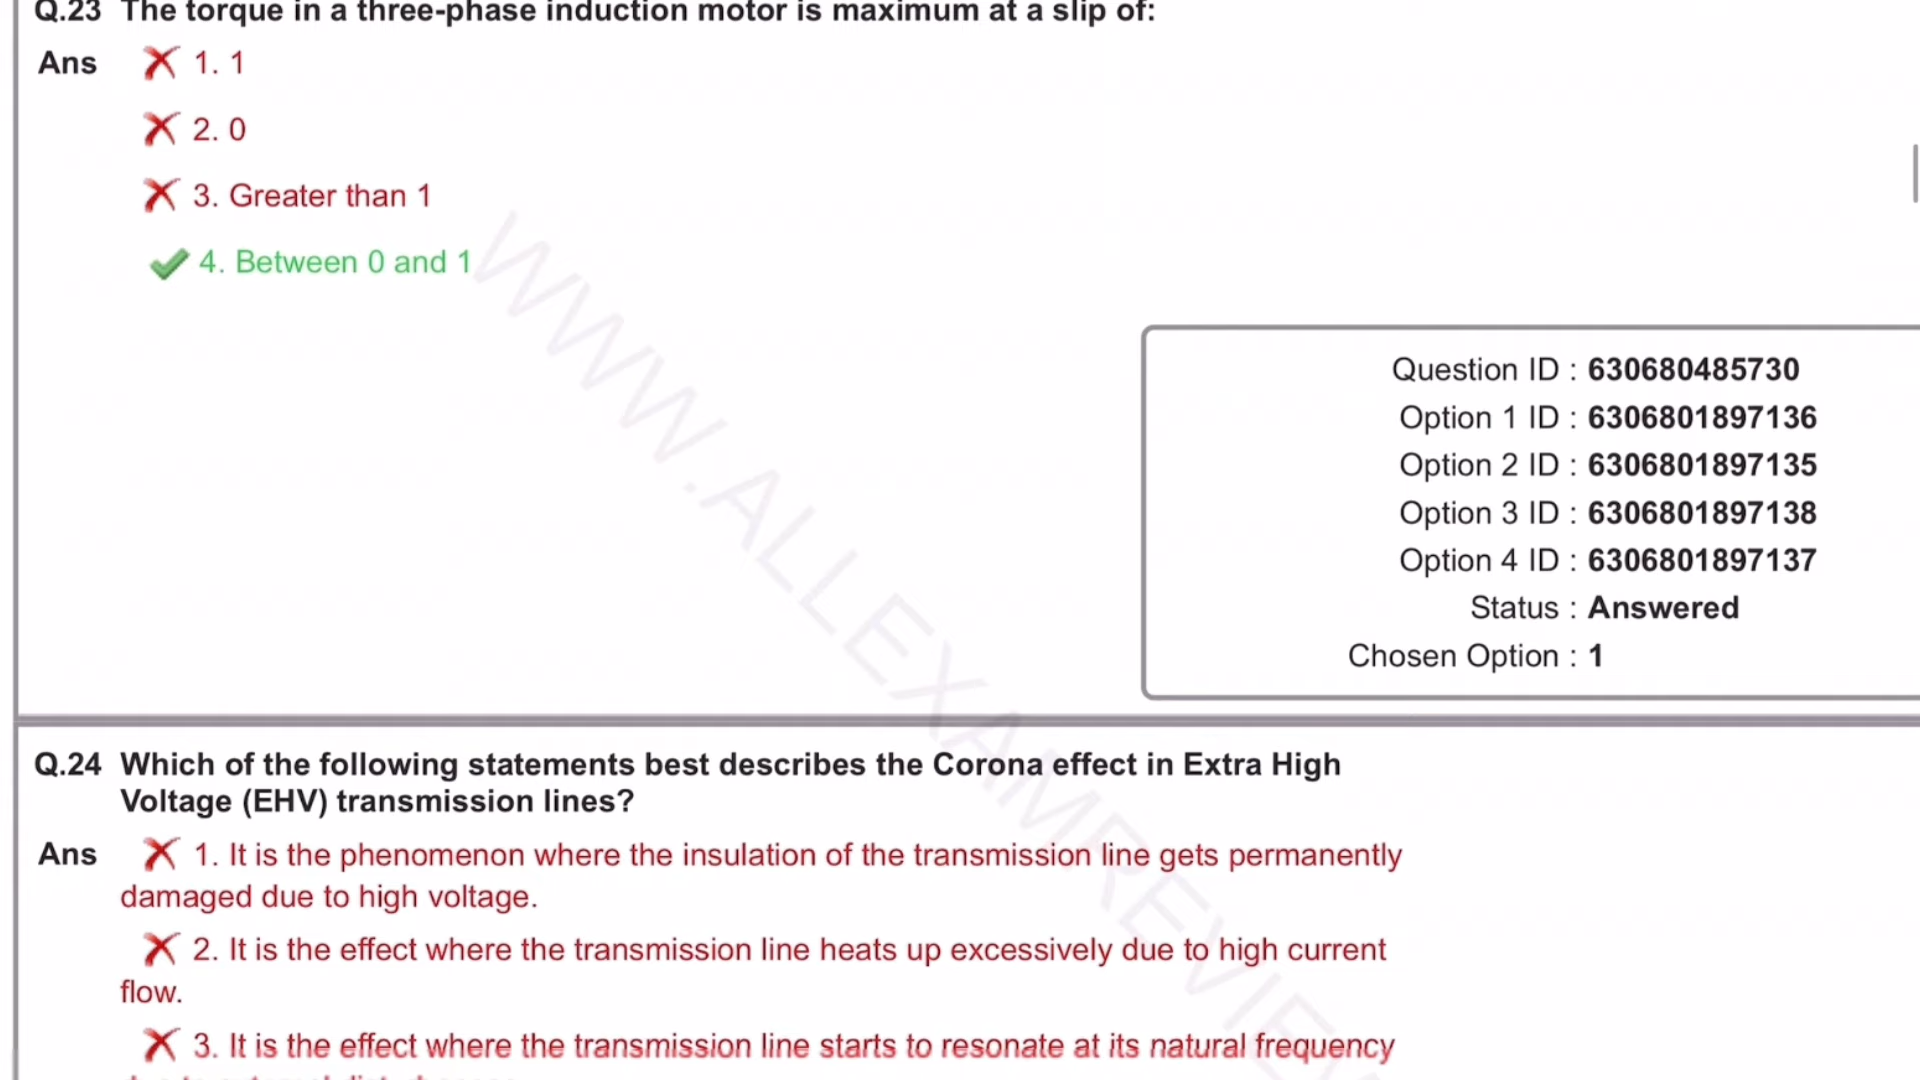 Q.23 The torque in a three-phase induction motor is maximum at a slip of:
Ans 1. 1
2. 0
3. Greater than 1
4. Between 0 and 1
Question ID : 630680485730
Option 1 ID : 6306801897136
Option 2 ID : 6306801897135
Option 3 ID : 6306801897138
Option 4 ID : 6306801897137
Status : Answered
Chosen Option : 1
Q.24 Which of the following statements best describes the Corona effect in Extra High
Voltage (EHV) transmission lines?
Ans 1. It is the phenomenon where the insulation of the transmission line gets permanently
damaged due to high voltage.
2. It is the effect where the transmission line heats up excessively due to high current
flow.
3. It is the effect where the transmission line starts to resonate at its natural frequency
WWW.ALLEXAMREVIE